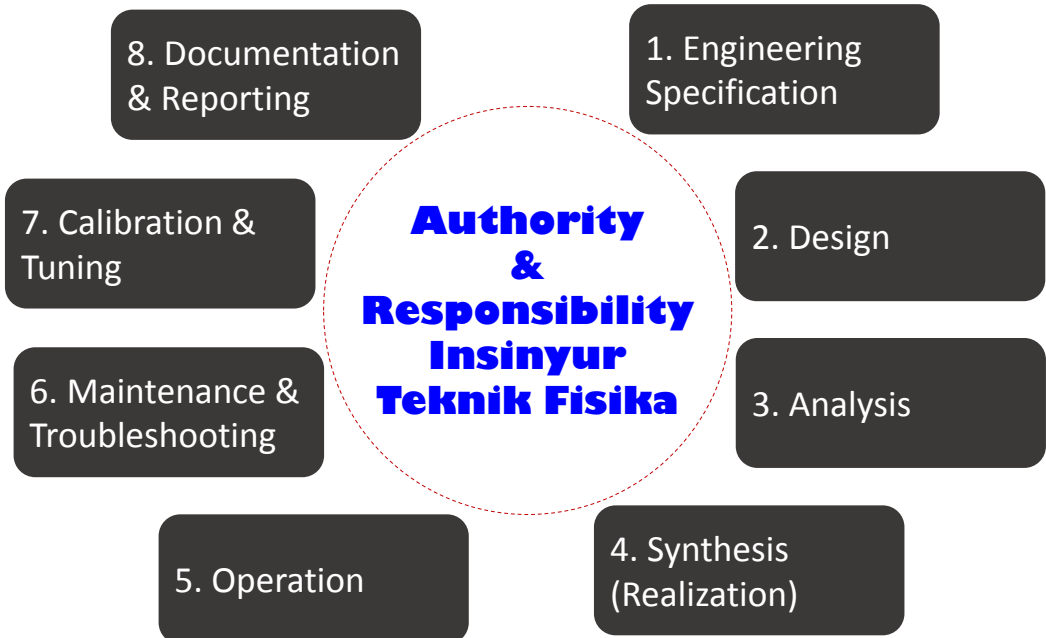 Authority
&
Responsibility
Insinyur
Teknik Fisika
1. Engineering
Specification
2. Design
3. Analysis
4. Synthesis
(Realization)
5. Operation
6. Maintenance &
Troubleshooting
7. Calibration &
Tuning
8. Documentation
& Reporting